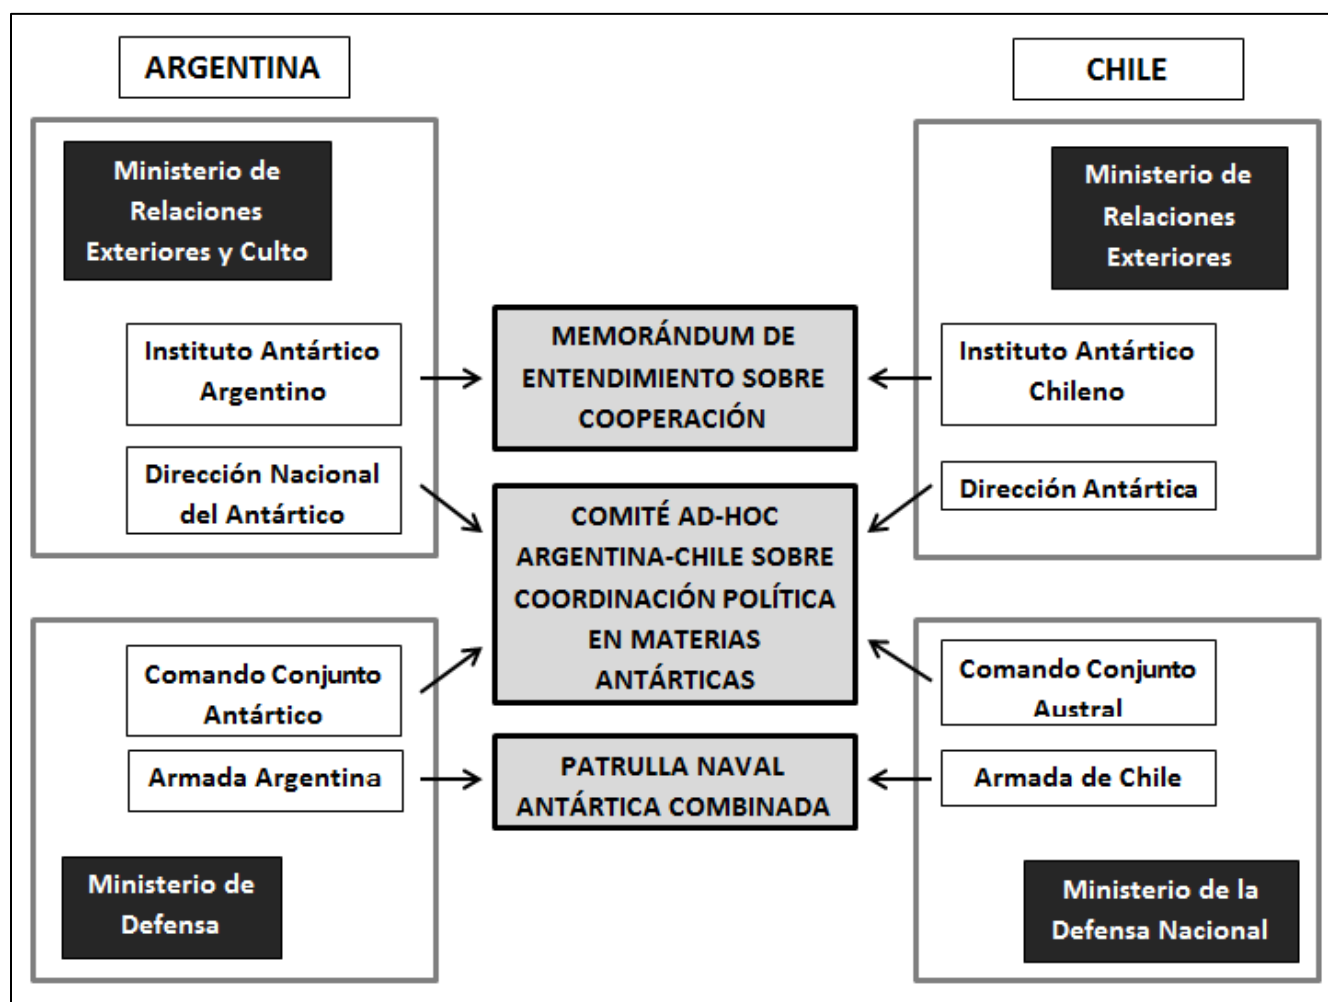 ARGENTINA
CHILE
Ministerio de
Relaciones
Exteriores y Culto
Instituto Antártico
Argentino
Dirección Nacional
del Antártico
Comando Conjunto
Antártico
Armada Argentina
Ministerio de
Defensa
MEMORÁNDUM DE
ENTENDIMIENTO SOBRE
COOPERACIÓN
COMITÉ AD-HOC
ARGENTINA-CHILE SOBRE
COORDINACIÓN POLÍTICA
EN MATERIAS
ANTÁRTICAS
PATRULLA NAVAL
ANTÁRTICA COMBINADA
Ministerio de
Relaciones
Exteriores
Instituto Antártico
Chileno
Dirección Antártica
Comando Conjunto
Austral
Armada de Chile
Ministerio de la
Defensa Nacional